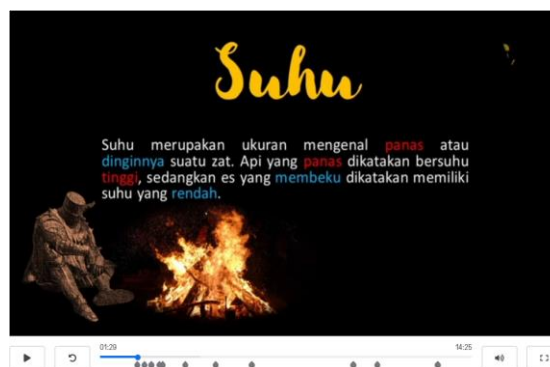 Suhu
Suhu merupakan ukuran mengenal panas atau
dinginnya suatu zat. Api yang panas dikatakan bersuhu
tinggi, sedangkan es yang membeku dikatakan memiliki
suhu yang rendah.
01:29
14:25